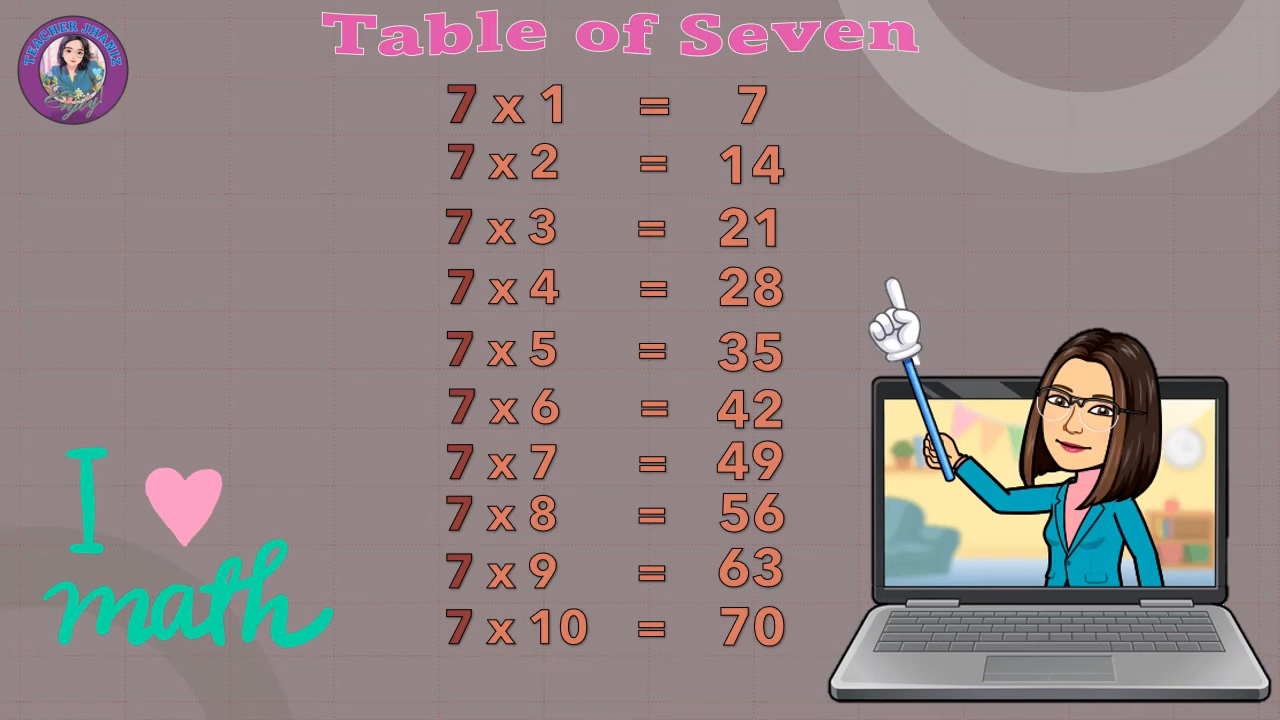 TEACHER JHANIZ
Enjoy!
Table of Seven
7 x 1 = 7
7 x 2 = 14
7 x 3 = 21
7 x 4 = 28
7 x 5 = 35
7 x 6 = 42
7 x 7 = 49
7 x 8 = 56
7 x 9 = 63
7 x 10 = 70
I
math